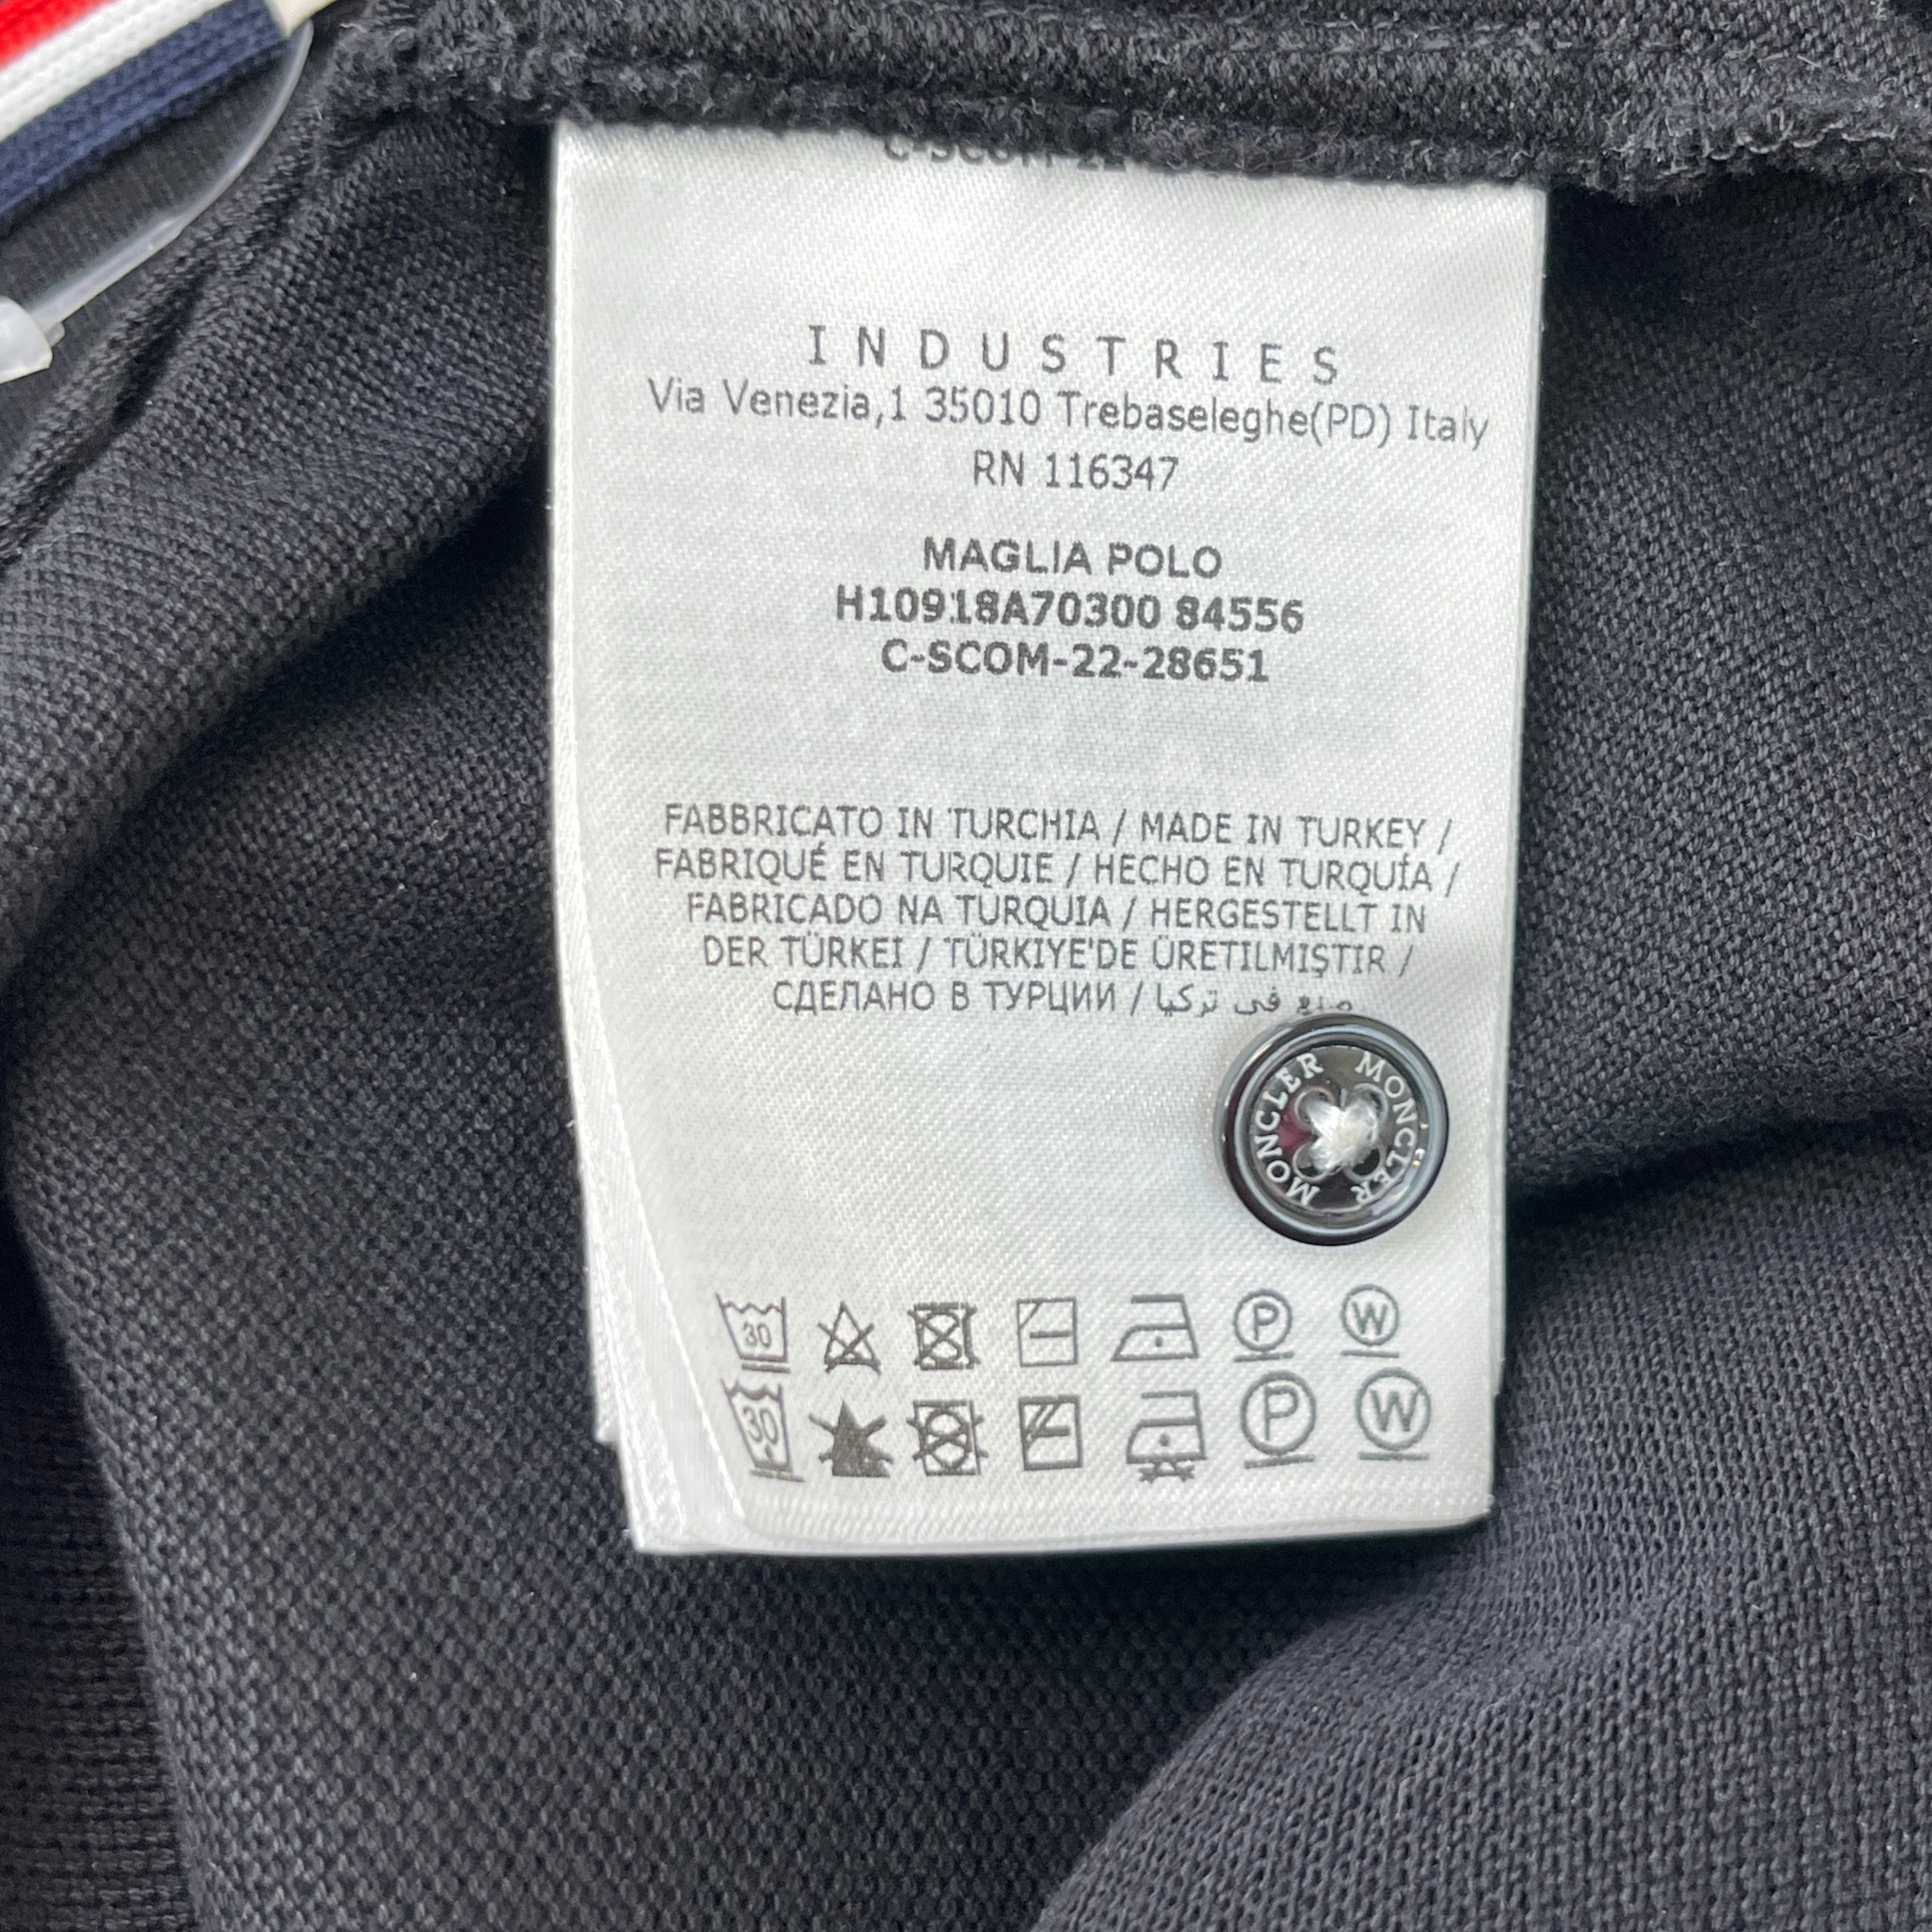 C-SCOM-22
I N D U S T R I E S
Via Venezia,1 35010 Trebaseleghe(PD) Italy
RN 116347
MAGLIA POLO
H10918A70300 84556
C-SCOM-22-28651
FABBRICATO IN TURCHIA / MADE IN TURKEY /
FABRIQUÉ EN TURQUIE / HECHO EN TURQUÍA /
FABRICADO NA TURQUIA / HERGESTELLT IN
DER TÜRKEI / TÜRKIYE'DE ÜRETILMIŞTIR /
СДЕЛАНО В ТУРЦИИ / صنع في تركيا
MONCLER MONCLER
30 P W
30 P W